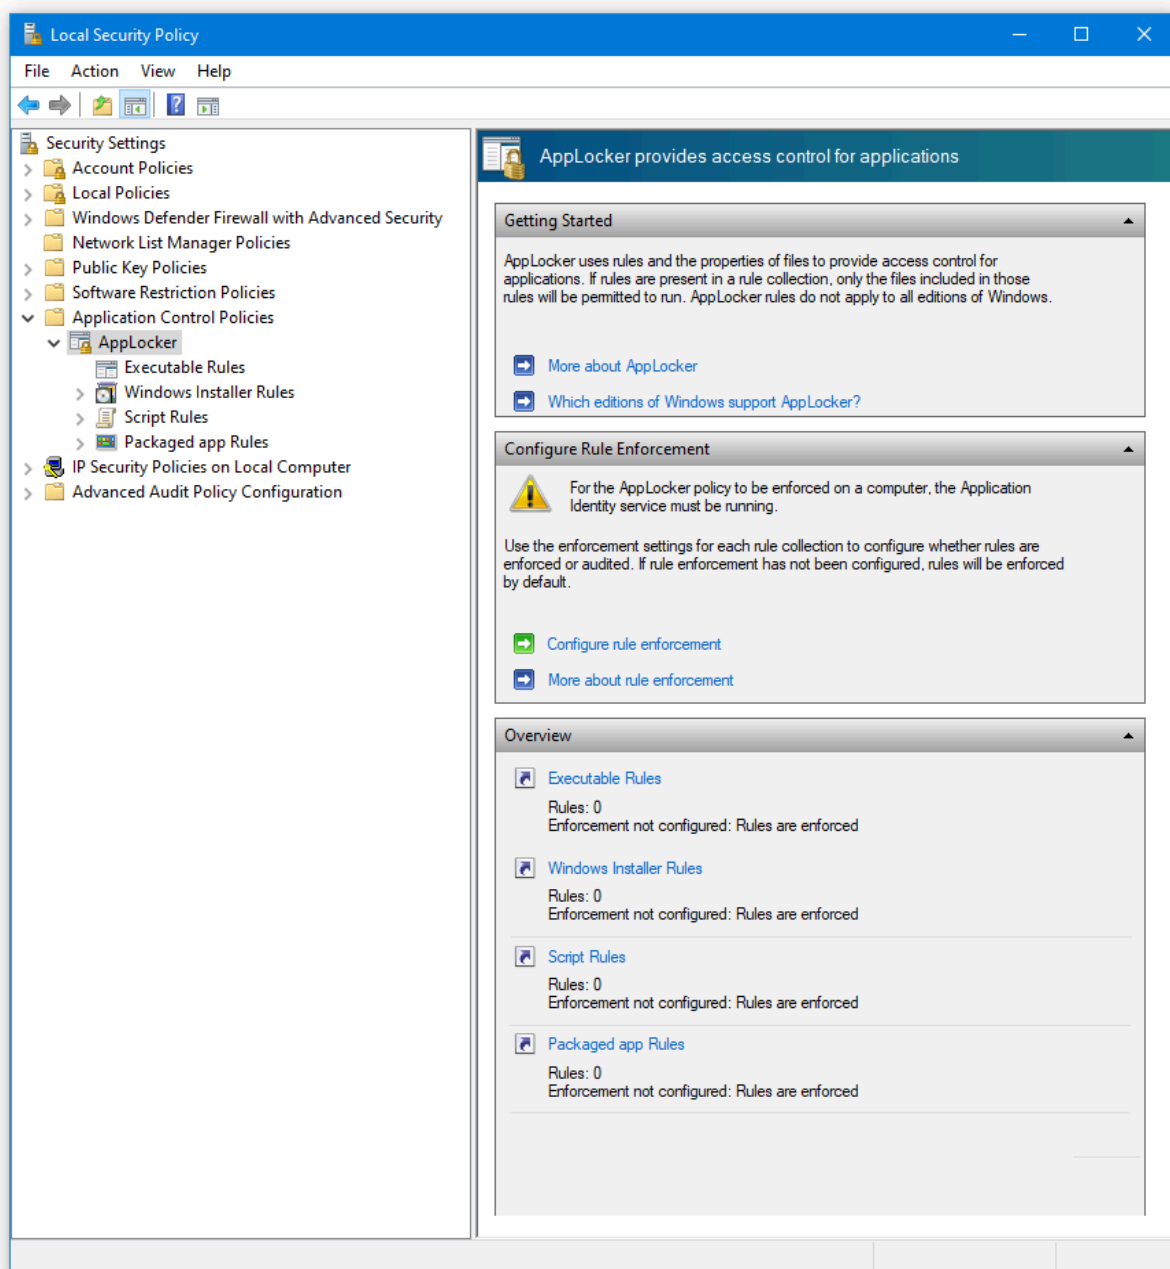 Local Security Policy
File Action View Help
Security Settings
Account Policies
Local Policies
Windows Defender Firewall with Advanced Security
Network List Manager Policies
Public Key Policies
Software Restriction Policies
Application Control Policies
AppLocker
Executable Rules
Windows Installer Rules
Script Rules
Packaged app Rules
IP Security Policies on Local Computer
Advanced Audit Policy Configuration
AppLocker provides access control for applications
Getting Started
AppLocker uses rules and the properties of files to provide access control for
applications. If rules are present in a rule collection, only the files included in those
rules will be permitted to run. AppLocker rules do not apply to all editions of Windows.
More about AppLocker
Which editions of Windows support AppLocker?
Configure Rule Enforcement
For the AppLocker policy to be enforced on a computer, the Application
Identity service must be running.
Use the enforcement settings for each rule collection to configure whether rules are
enforced or audited. If rule enforcement has not been configured, rules will be enforced
by default.
Configure rule enforcement
More about rule enforcement
Overview
Executable Rules
Rules: 0
Enforcement not configured: Rules are enforced
Windows Installer Rules
Rules: 0
Enforcement not configured: Rules are enforced
Script Rules
Rules: 0
Enforcement not configured: Rules are enforced
Packaged app Rules
Rules: 0
Enforcement not configured: Rules are enforced